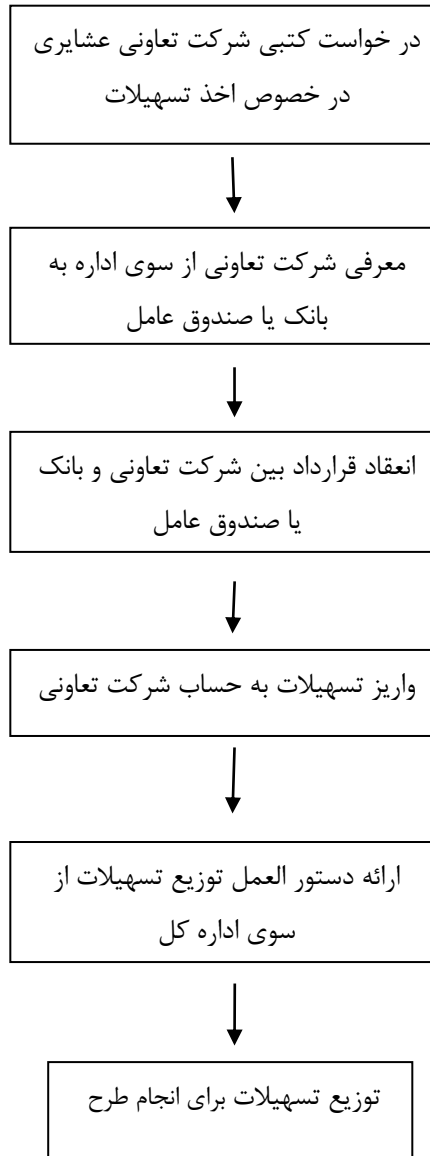 در خواست کتبی شرکت تعاونی عشایری
در خصوص اخذ تسهیلات
معرفی شرکت تعاونی از سوی اداره به
بانک یا صندوق عامل
انعقاد قرارداد بین شرکت تعاونی و بانک
یا صندوق عامل
واریز تسهیلات به حساب شرکت تعاونی
ارائه دستور العمل توزیع تسهیلات از
سوی اداره کل
توزیع تسهیلات برای انجام طرح